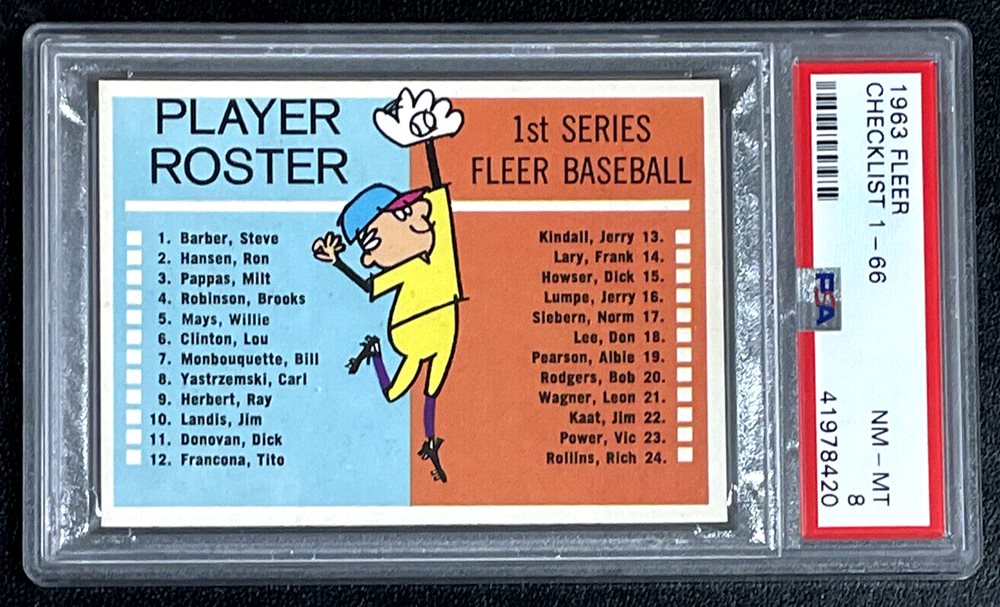 PLAYER
ROSTER
1st SERIES
FLEER BASEBALL
1. Barber, Steve
2. Hansen, Ron
3. Pappas, Milt
4. Robinson, Brooks
5. Mays, Willie
6. Clinton, Lou
7. Monbouquette, Bill
8. Yastrzemski, Carl
9. Herbert, Ray
10. Landis, Jim
11. Donovan, Dick
12. Francona, Tito
Kindall, Jerry 13.
Lary, Frank 14.
Howser, Dick 15.
Lumpe, Jerry 16.
Siebern, Norm 17.
Lee, Don 18.
Pearson, Albie 19.
Rodgers, Bob 20.
Wagner, Leon 21.
Kaat, Jim 22.
Power, Vic 23.
Rollins, Rich 24.
1963 FLEER
CHECKLIST 1-66
PSA
NM-MT
8
41978420